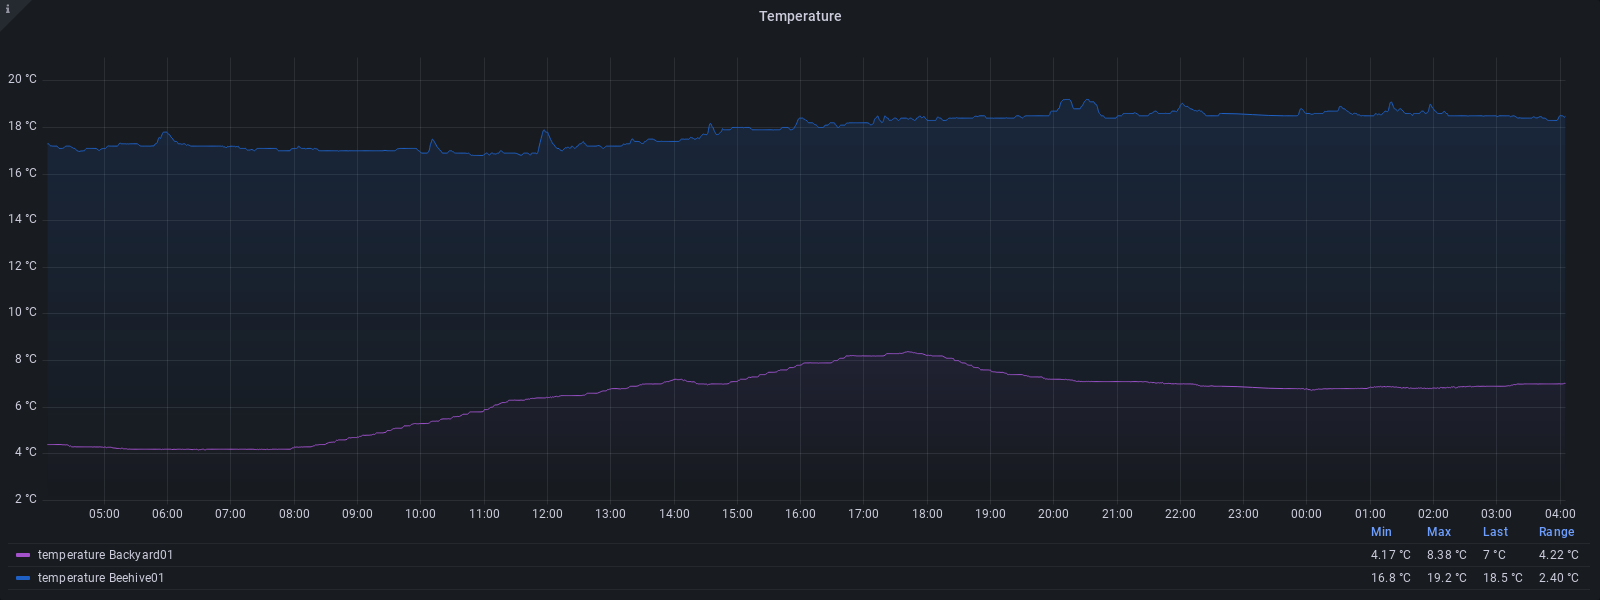 i
Temperature
20 °C
18 °C
16 °C
14 °C
12 °C
10 °C
8 °C
6 °C
4 °C
2 °C
05:00 06:00 07:00 08:00 09:00 10:00 11:00 12:00 13:00 14:00 15:00 16:00 17:00 18:00 19:00 20:00 21:00 22:00 23:00 00:00 01:00 02:00 03:00 04:00
Min Max Last Range
temperature Backyard01 4.17 °C 8.38 °C 7 °C 4.22 °C
temperature Beehive01 16.8 °C 19.2 °C 18.5 °C 2.40 °C